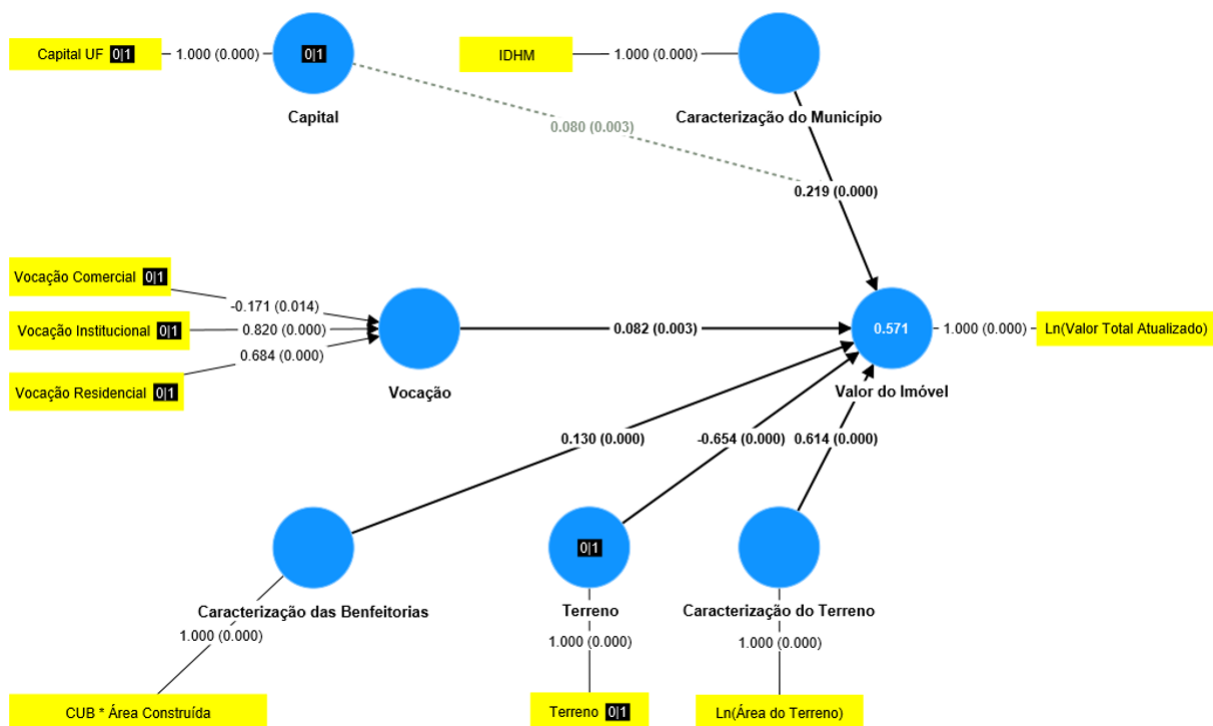 Capital UF 0|1
1.000 (0.000)
0|1
Capital
IDHM
1.000 (0.000)
Caracterização do Município
0.080 (0.003)
0.219 (0.000)
Vocação Comercial 0|1
-0.171 (0.014)
Vocação Institucional 0|1
0.820 (0.000)
0.684 (0.000)
Vocação Residencial 0|1
Vocação
0.082 (0.003)
0.571
1.000 (0.000)
Ln(Valor Total Atualizado)
Valor do Imóvel
0.130 (0.000)
-0.654 (0.000)
0.614 (0.000)
0|1
Caracterização das Benfeitorias
Terreno
Caracterização do Terreno
1.000 (0.000)
1.000 (0.000)
1.000 (0.000)
CUB * Área Construída
Terreno 0|1
Ln(Área do Terreno)